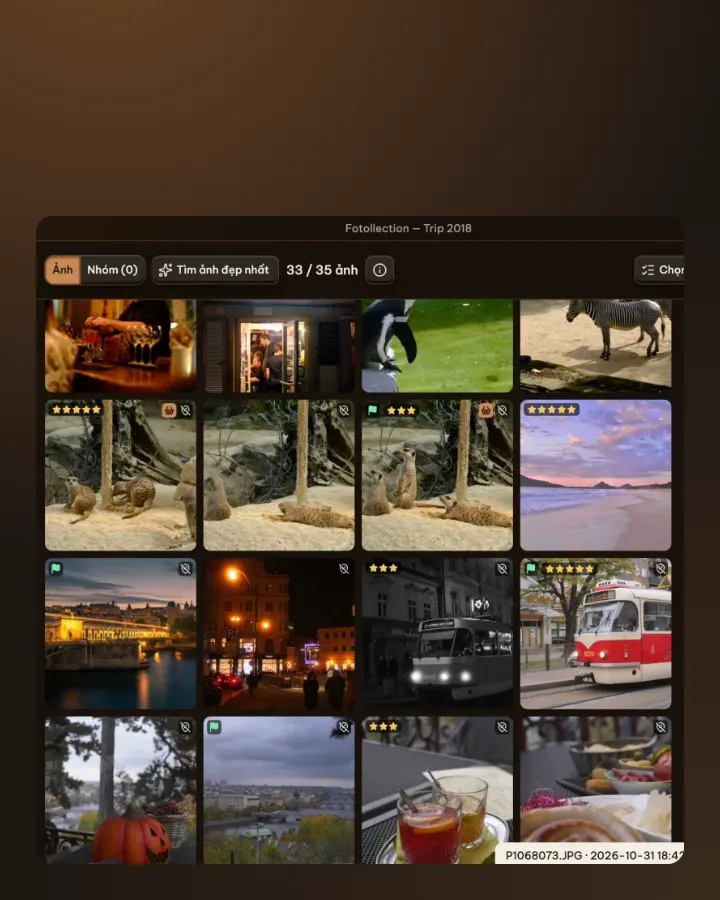 Fotollection — Trip 2018
Ảnh
Nhóm (0)
Tìm ảnh đẹp nhất
33 / 35 ảnh
Chọn
P1068073.JPG · 2026-10-31 18:42